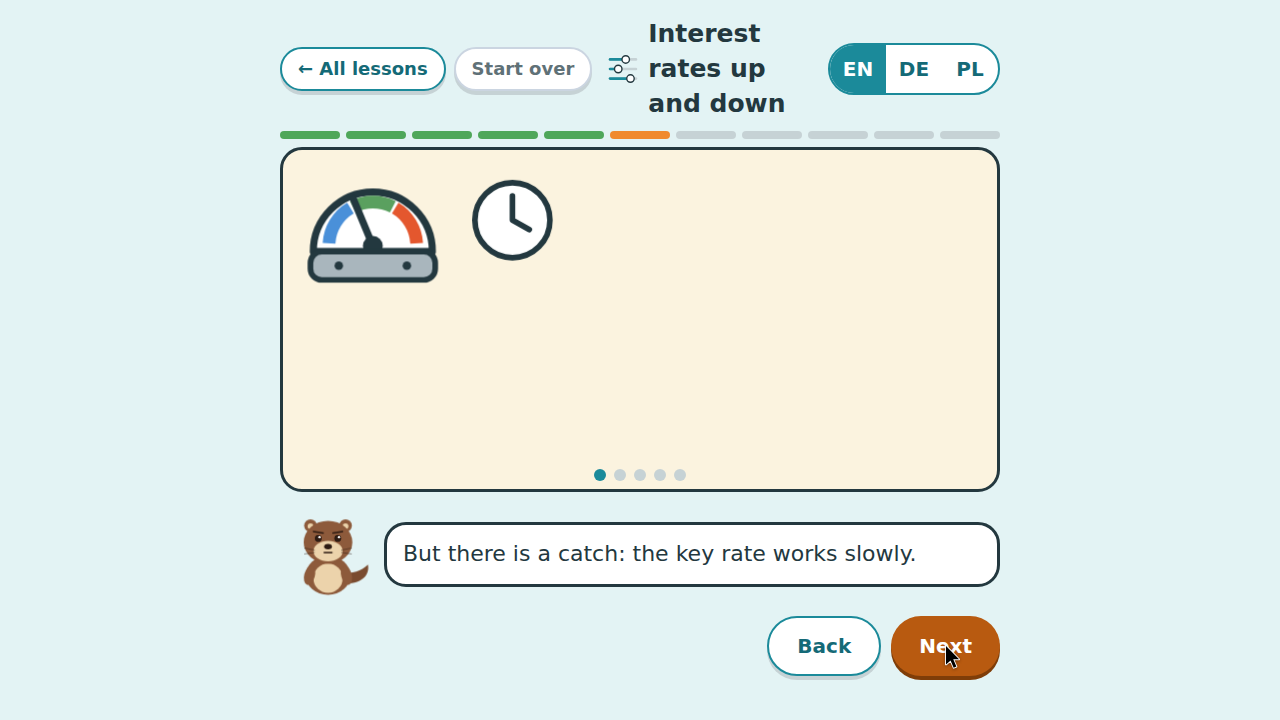 ← All lessons
Start over
Interest
rates up
and down
EN DE PL
But there is a catch: the key rate works slowly.
Back
Next